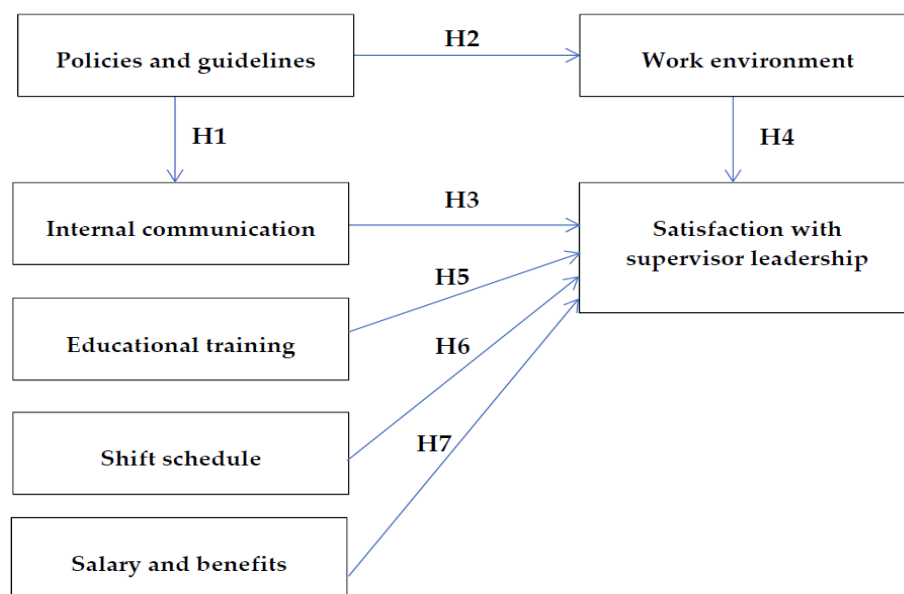 H2
Policies and guidelines
Work environment
H1
H4
H3
Internal communication
Satisfaction with
supervisor leadership
H5
Educational training
H6
H7
Shift schedule
Salary and benefits